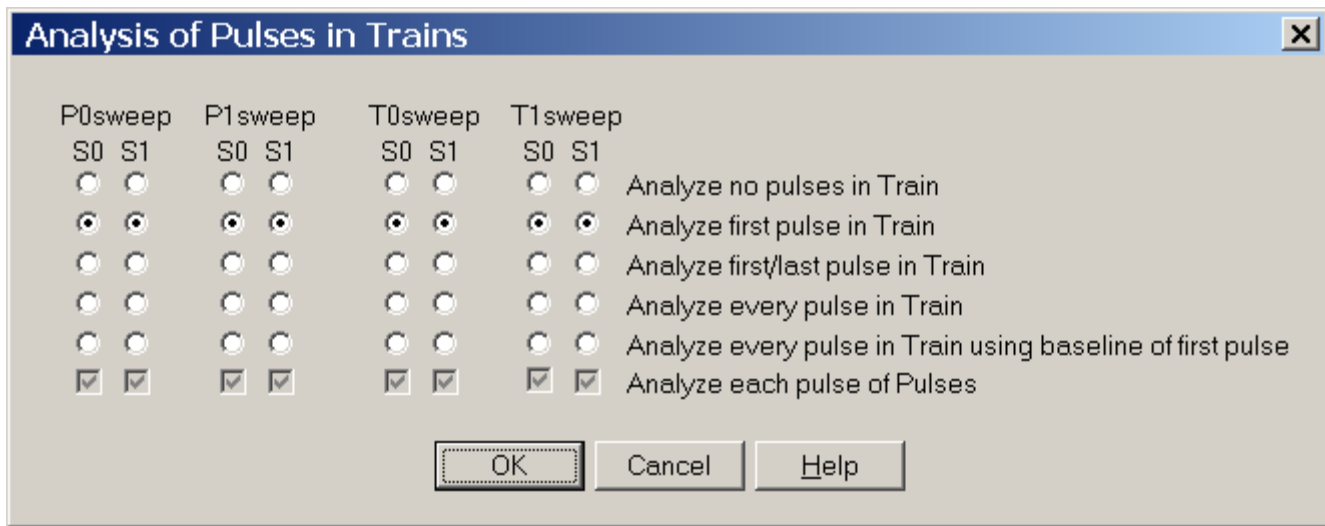 Analysis of Pulses in Trains
P0sweep P1sweep T0sweep T1sweep
S0 S1 S0 S1 S0 S1 S0 S1
Analyze no pulses in Train
Analyze first pulse in Train
Analyze first/last pulse in Train
Analyze every pulse in Train
Analyze every pulse in Train using baseline of first pulse
Analyze each pulse of Pulses
OK Cancel Help